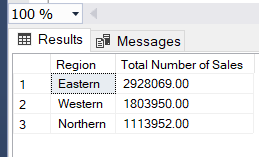 100 %
Results Messages
Region Total Number of Sales
1 Eastern 2928069.00
2 Western 1803950.00
3 Northern 1113952.00